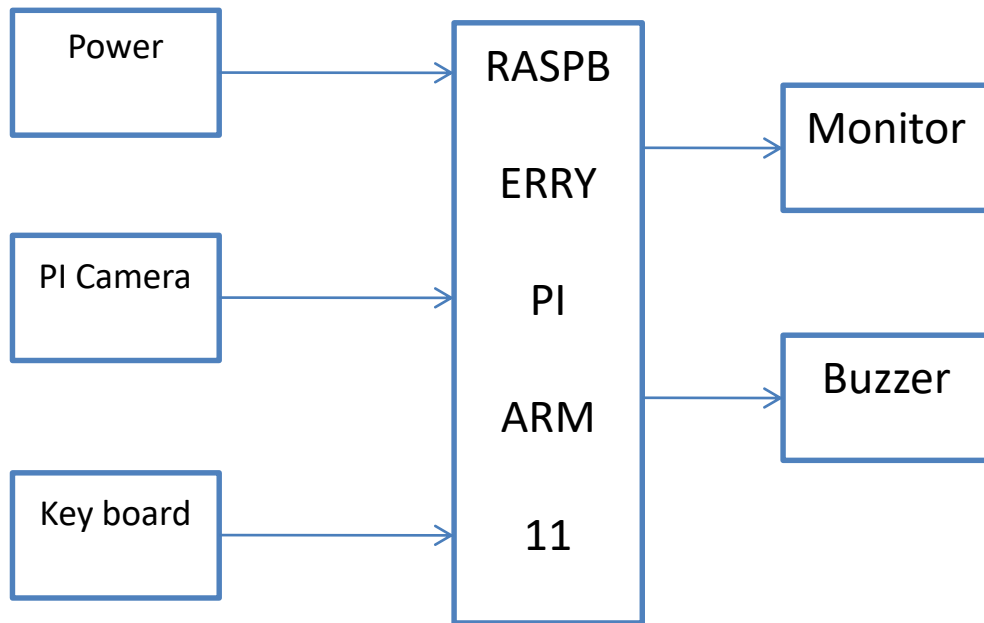 Power
PI Camera
Key board
RASPB
ERRY
PI
ARM
11
Monitor
Buzzer